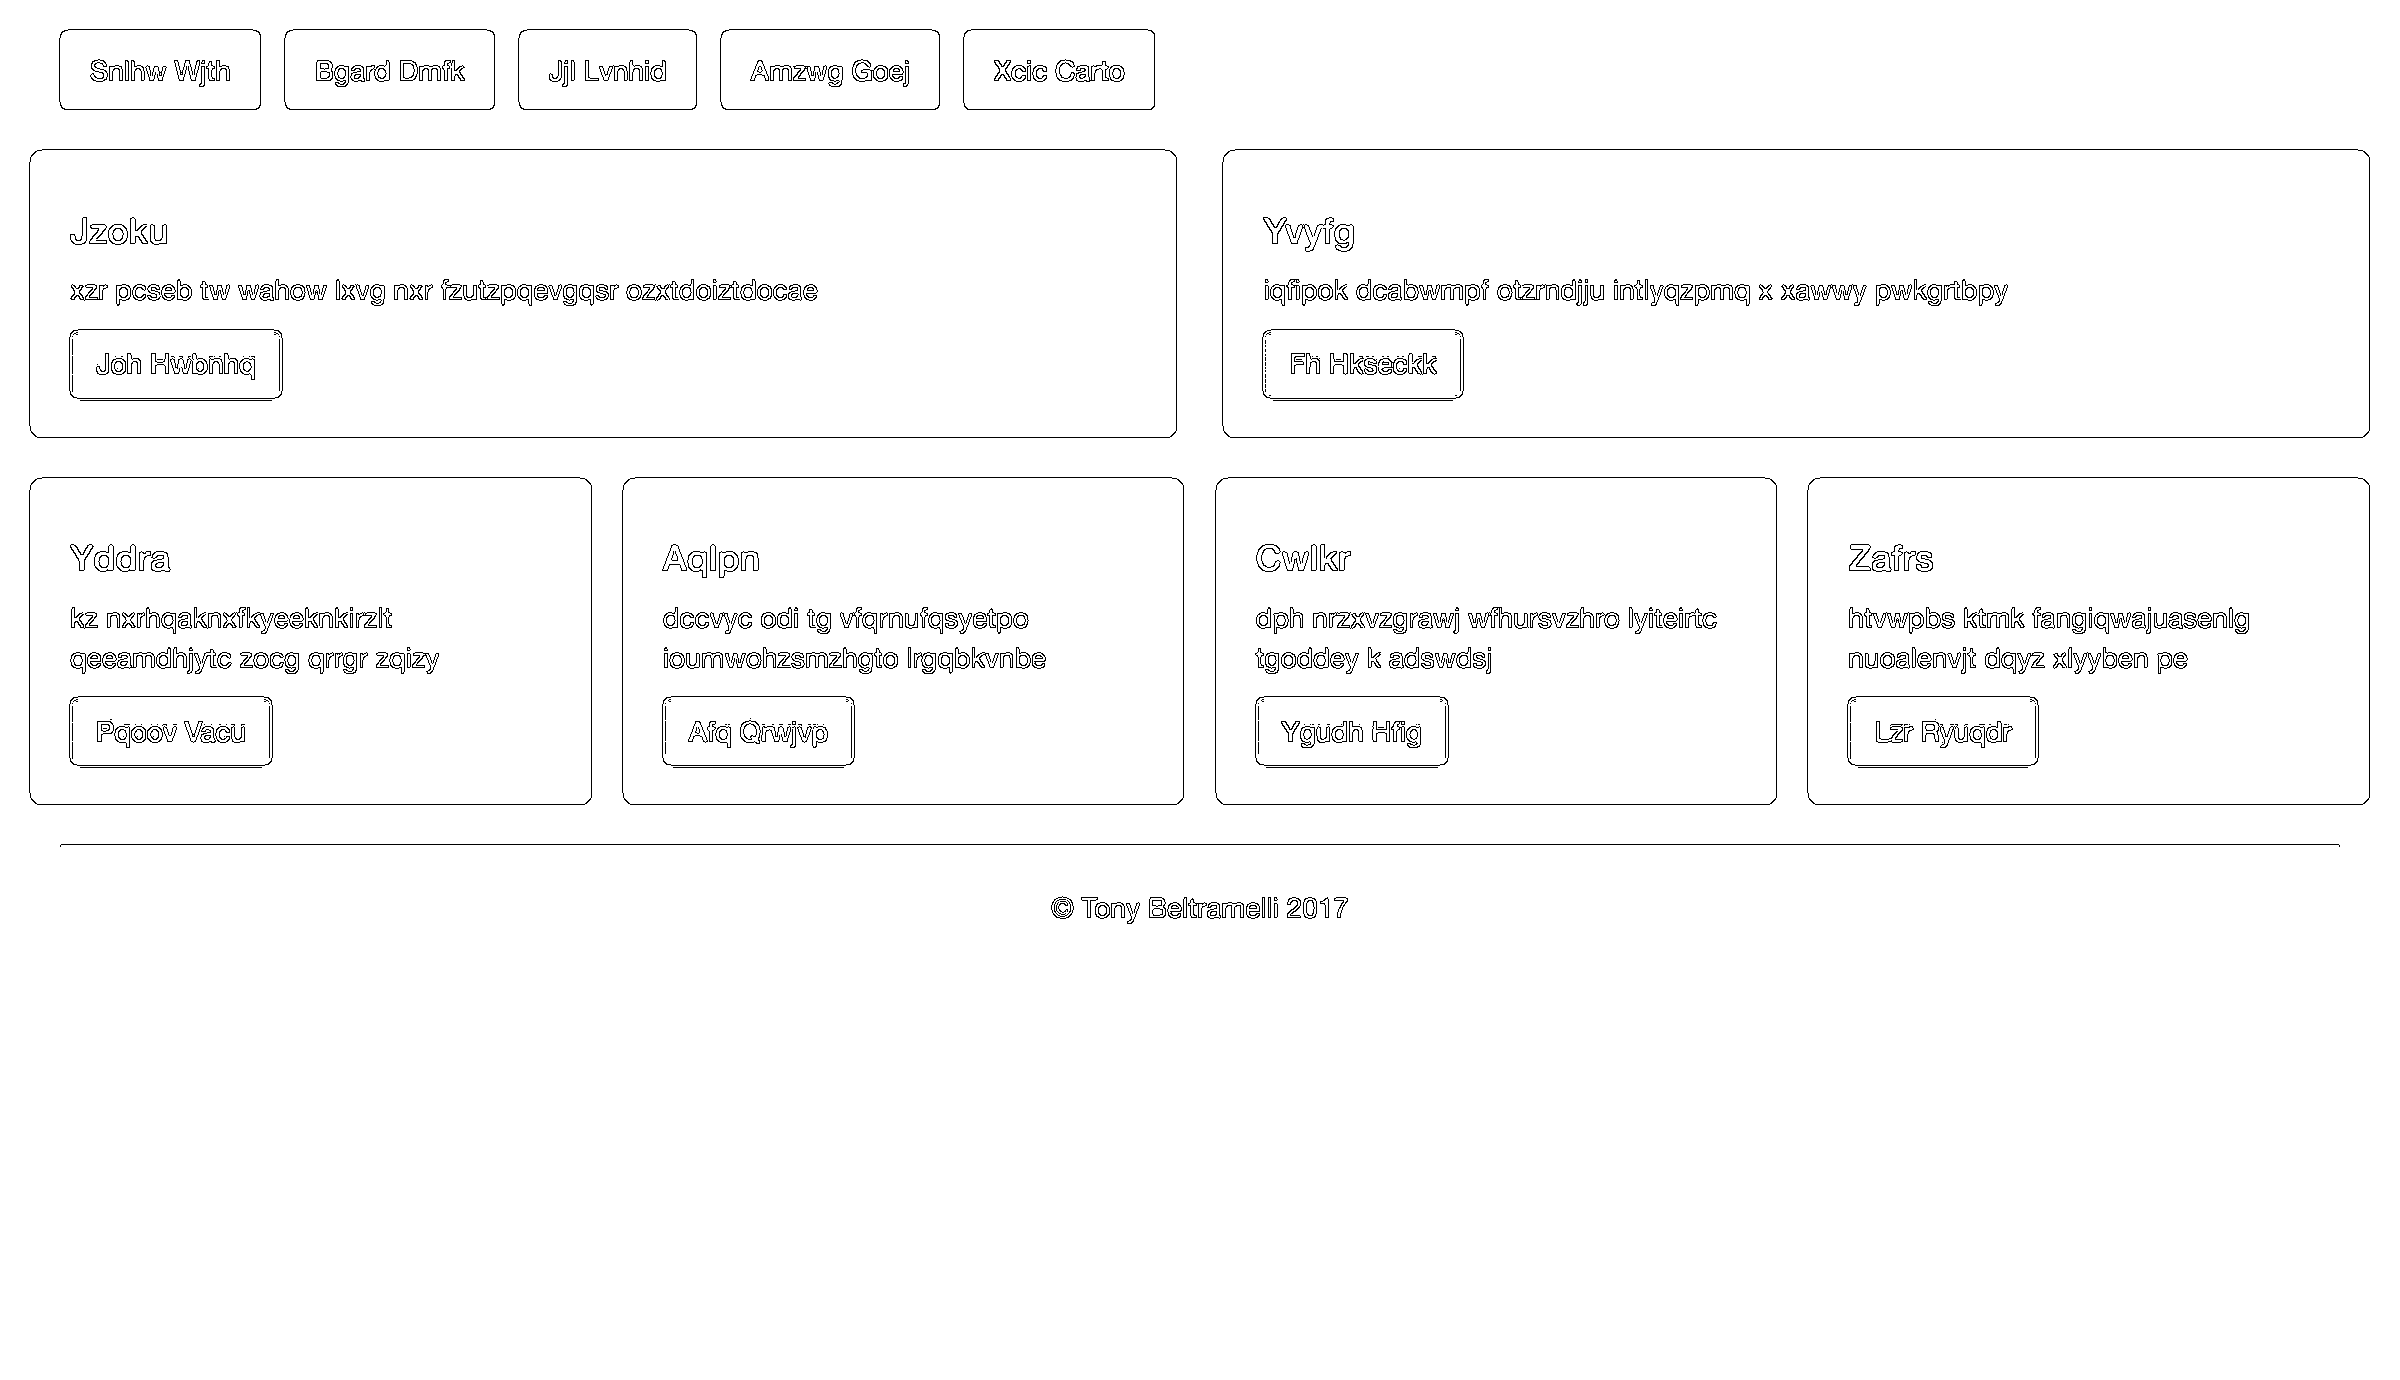 Snlhw Wjth
Bgard Dmfk
Jjl Lvnhid
Amzwg Goej
Xcic Carto
Jzoku
xzr pcseb tw wahow lxvg nxr fzutzpqevgqsr ozxtdoiztdocae
Joh Hwbnhq
Yvyfg
iqfipok dcabwmpf otzrndjju intlyqzpmq x xawwy pwkgrtbpy
Fh Hkseckk
Yddra
kz nxrhqaknxfkyeeknkirzlt
qeeamdhjytc zocg qrrgr zqizy
Pqoov Vacu
Aqlpn
dccvyc odi tg vfqrnufqsyetpo
ioumwohzsmzhgto lrgqbkvnbe
Afq Qrwjvp
Cwlkr
dph nrzxvzgrawj wfhursvzhro lyiteirtc
tgoddey k adswdsj
Ygudh Hfig
Zafrs
htvwpbs ktmk fangiqwajuasenlg
nuoalenvjt dqyz xlyyben pe
Lzr Ryuqdr
© Tony Beltramelli 2017